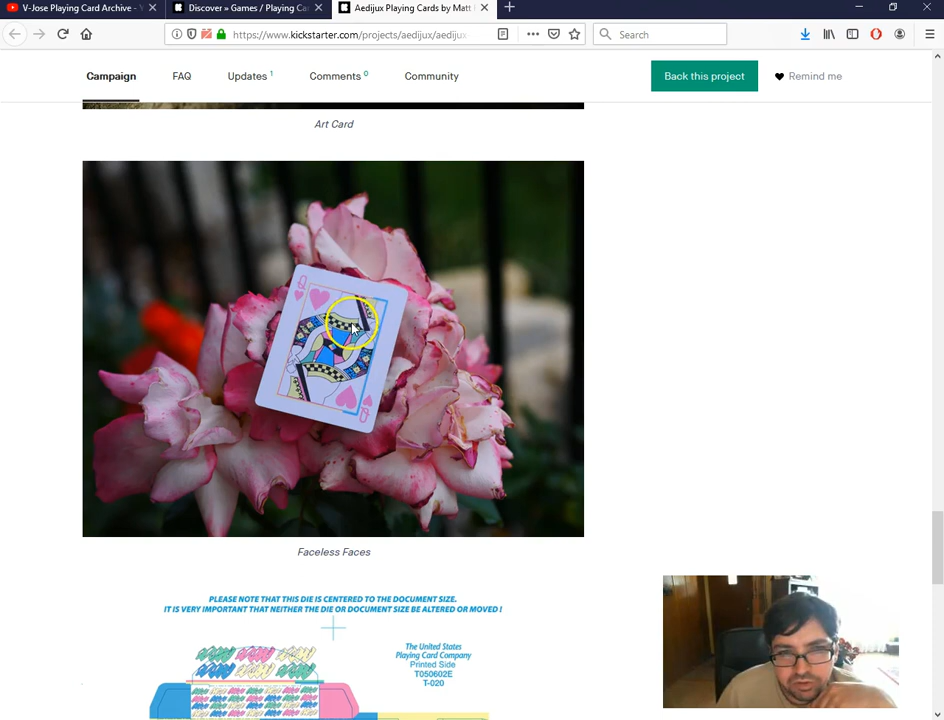 V-Jose Playing Card Archive - Y
Discover » Games / Playing Car
Aedijux Playing Cards by Matt
https://www.kickstarter.com/projects/aedijux/aedijux
Search
Campaign
FAQ
Updates 1
Comments 0
Community
Back this project
Remind me
Art Card
Q
Q
Faceless Faces
PLEASE NOTE THAT THIS DIE IS CENTERED TO THE DOCUMENT SIZE.
IT IS VERY IMPORTANT THAT NEITHER THE DIE OR DOCUMENT SIZE BE ALTERED OR MOVED !
The United States
Playing Card Company
Printed Side
T050602E
T-020